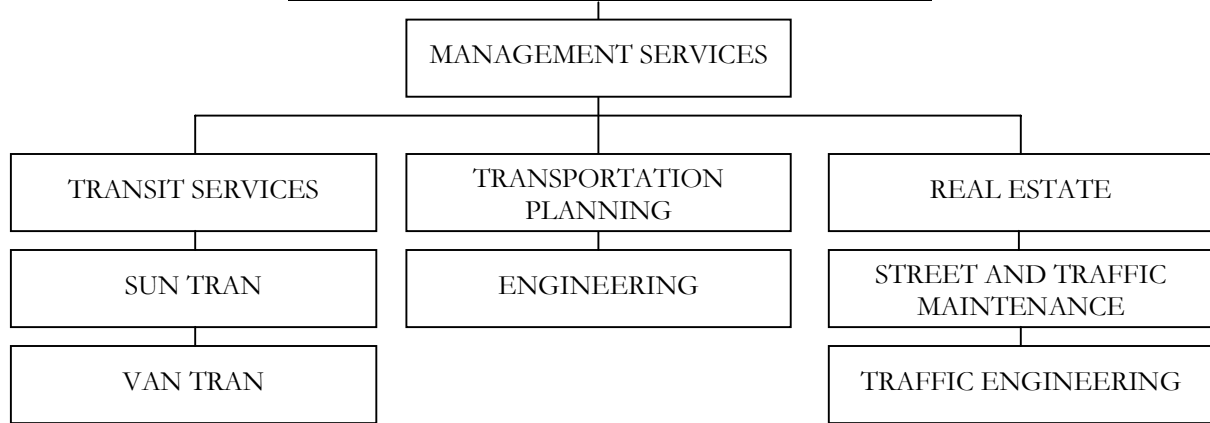 MANAGEMENT SERVICES
TRANSIT SERVICES
TRANSPORTATION
PLANNING
REAL ESTATE
SUN TRAN
ENGINEERING
STREET AND TRAFFIC
MAINTENANCE
VAN TRAN
TRAFFIC ENGINEERING